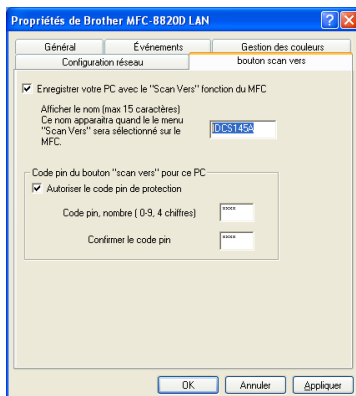 Propriétés de Brother MFC-8820D LAN
Général
Événements
Gestion des couleurs
Configuration réseau
bouton scan vers
Enregistrer votre PC avec le "Scan Vers" fonction du MFC
Afficher le nom (max 15 caractères)
Ce nom apparaitra quand le le menu
"Scan Vers" sera sélectionné sur le
MFC.
IDCS145A
Code pin du bouton "scan vers" pour ce PC
Autoriser le code pin de protection
Code pin, nombre ( 0-9, 4 chiffres)
××××
Confirmer le code pin
××××
OK
Annuler
Appliquer